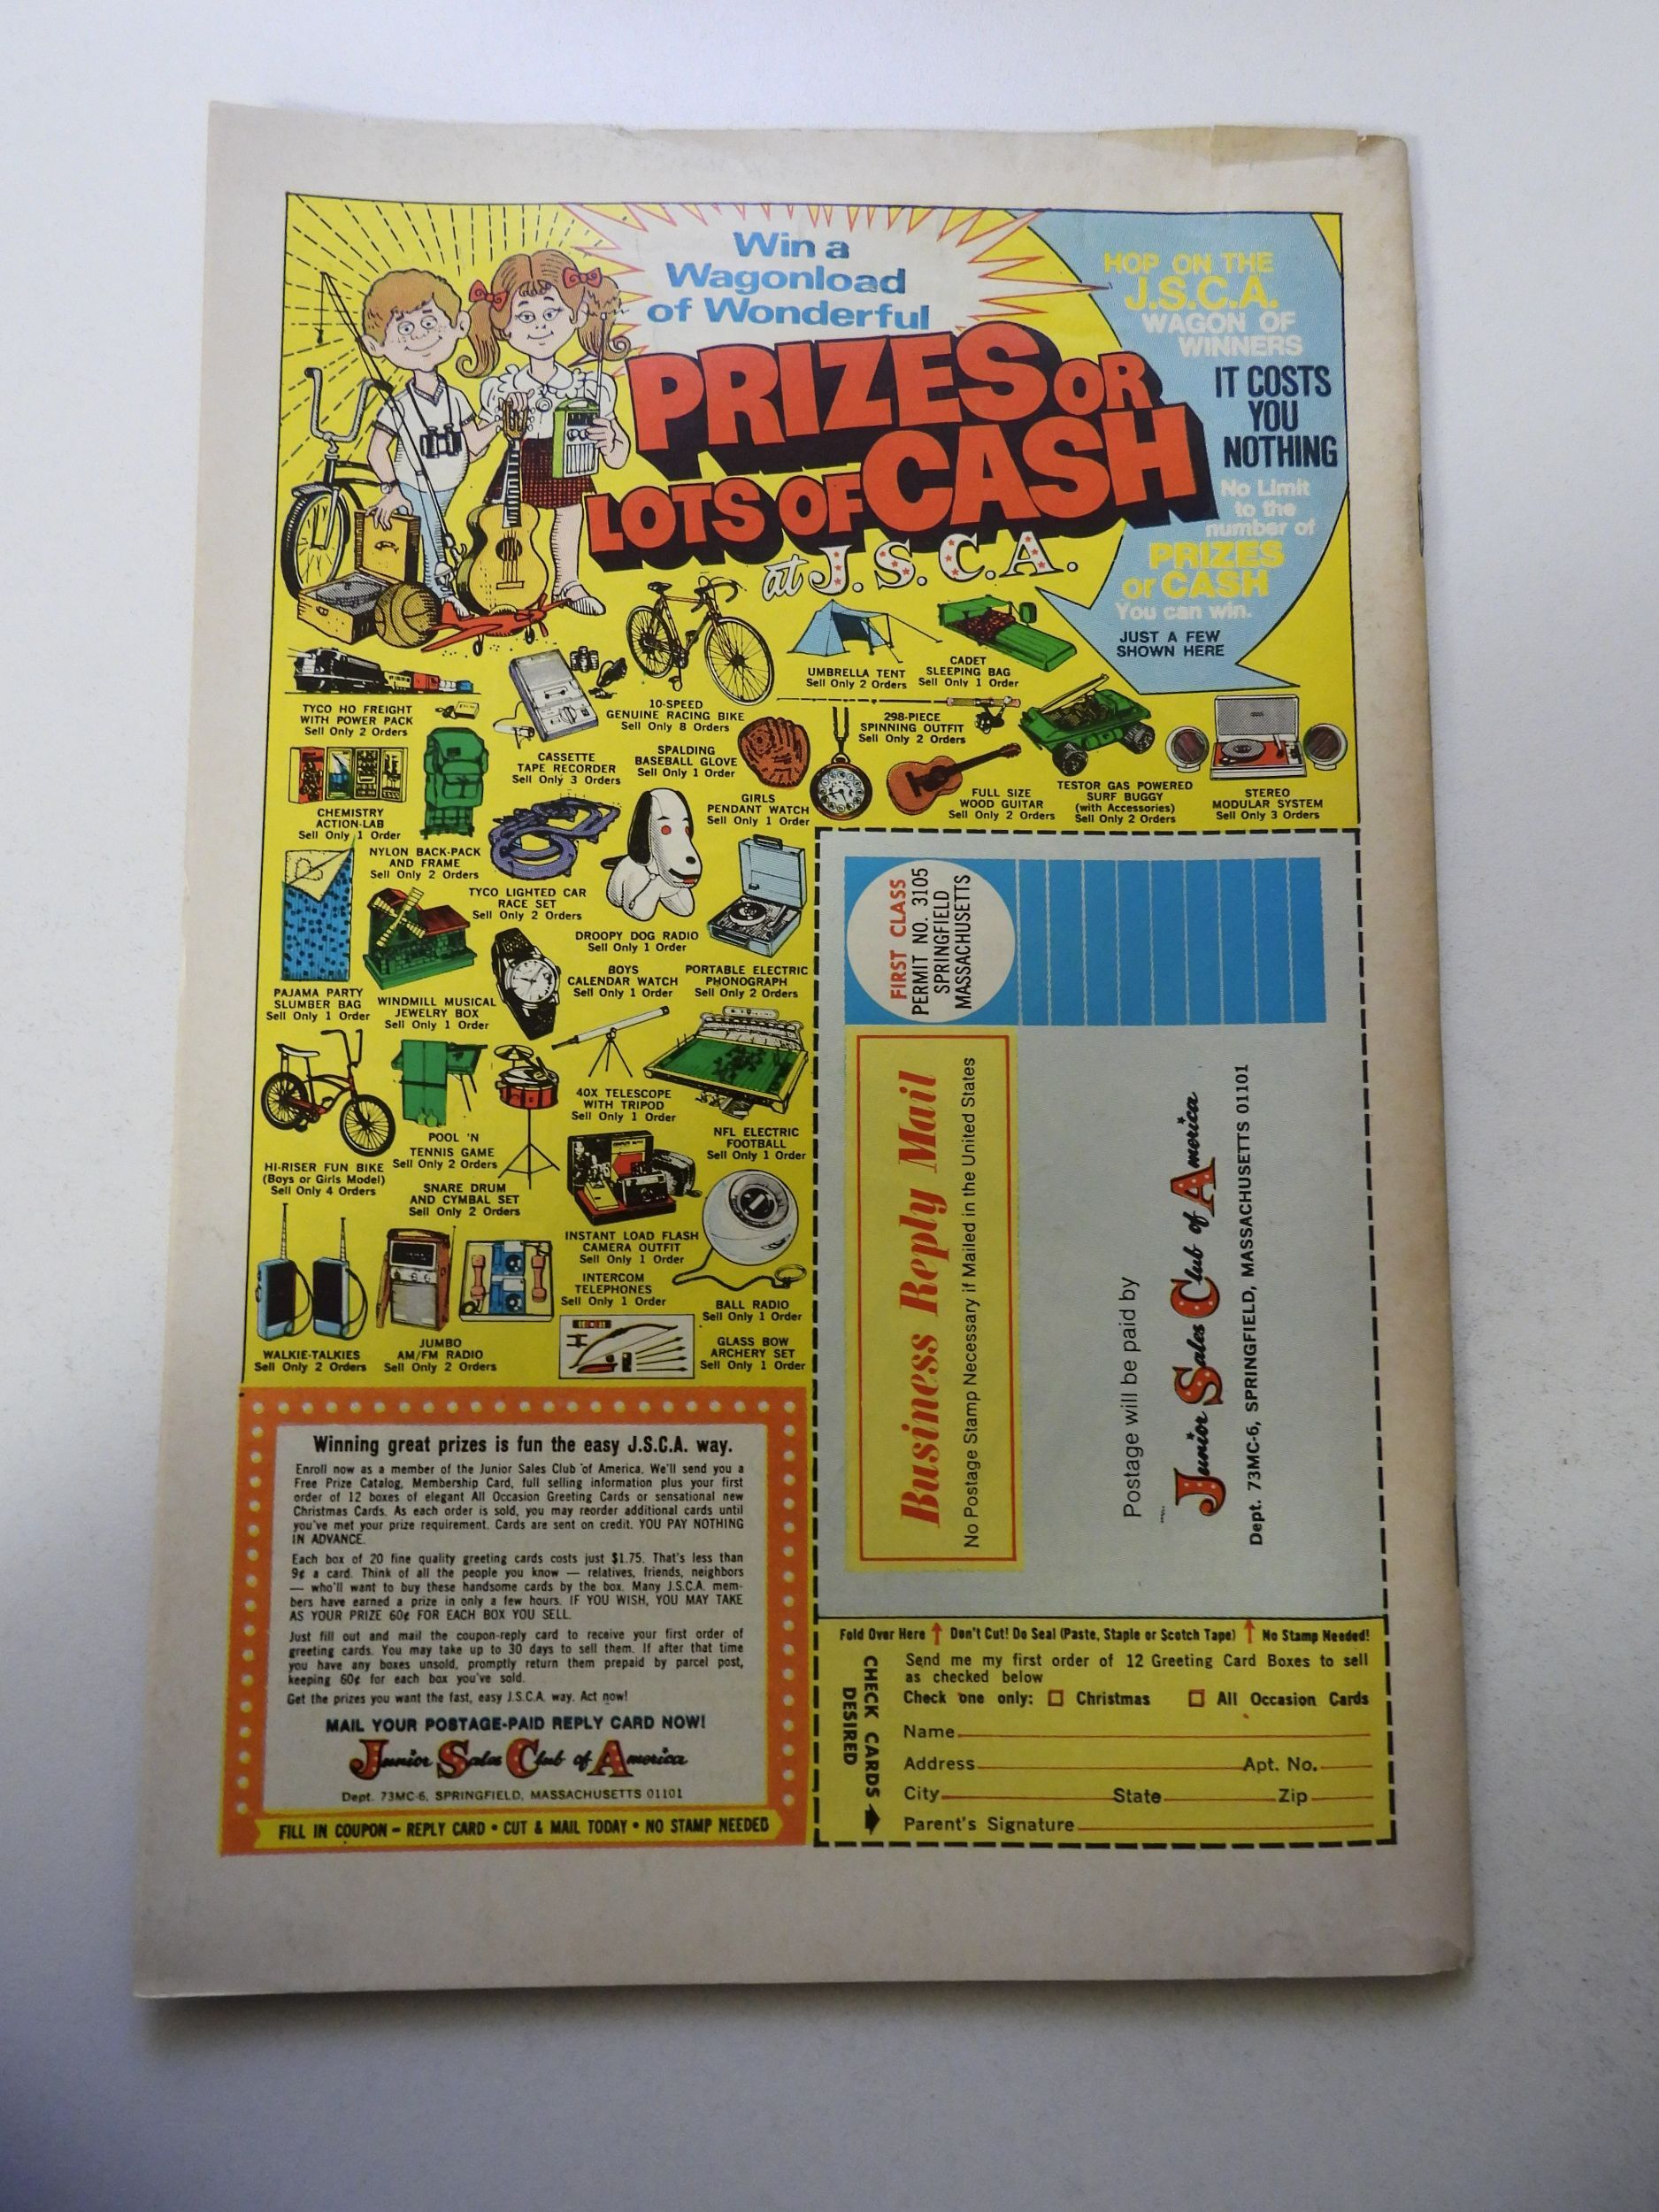 Win a
Wagonload
of Wonderful
PRIZES OR
LOTS OF CASH
at J.S.C.A.
HOP ON THE
J.S.C.A.
WAGON OF
WINNERS
IT COSTS
YOU
NOTHING
No Limit
to the
number of
PRIZES
or CASH
You can win.
JUST A FEW
SHOWN HERE
TYCO HO FREIGHT
WITH POWER PACK
Sell Only 2 Orders
CASSETTE
TAPE RECORDER
Sell Only 3 Orders
10-SPEED
GENUINE RACING BIKE
Sell Only 8 Orders
UMBRELLA TENT
Sell Only 2 Orders
CADET
SLEEPING BAG
Sell Only 1 Order
SPALDING
BASEBALL GLOVE
Sell Only 1 Order
298-PIECE
SPINNING OUTFIT
Sell Only 2 Orders
GIRLS
PENDANT WATCH
Sell Only 1 Order
FULL SIZE
WOOD GUITAR
Sell Only 2 Orders
TESTOR GAS POWERED
SURF BUGGY
(with Accessories)
Sell Only 2 Orders
STEREO
MODULAR SYSTEM
Sell Only 3 Orders
CHEMISTRY
ACTION-LAB
Sell Only 1 Order
NYLON BACK-PACK
AND FRAME
Sell Only 2 Orders
TYCO LIGHTED CAR
RACE SET
Sell Only 2 Orders
DROOPY DOG RADIO
Sell Only 1 Order
PAJAMA PARTY
SLUMBER BAG
Sell Only 1 Order
WINDMILL MUSICAL
JEWELRY BOX
Sell Only 1 Order
BOYS
CALENDAR WATCH
Sell Only 1 Order
PORTABLE ELECTRIC
PHONOGRAPH
Sell Only 2 Orders
40X TELESCOPE
WITH TRIPOD
Sell Only 1 Order
NFL ELECTRIC
FOOTBALL
Sell Only 1 Order
HI-RISER FUN BIKE
(Boys or Girls Model)
Sell Only 4 Orders
POOL 'N
TENNIS GAME
Sell Only 2 Orders
SNARE DRUM
AND CYMBAL SET
Sell Only 2 Orders
INSTANT LOAD FLASH
CAMERA OUTFIT
Sell Only 1 Order
INTERCOM
TELEPHONES
Sell Only 1 Order
BALL RADIO
Sell Only 1 Order
WALKIE-TALKIES
Sell Only 2 Orders
JUMBO
AM/FM RADIO
Sell Only 2 Orders
GLASS BOW
ARCHERY SET
Sell Only 1 Order
Winning great prizes is fun the easy J.S.C.A. way.
Enroll now as a member of the Junior Sales Club of America. We'll send you a
Free Prize Catalog, Membership Card, full selling information plus your first
order of 12 boxes of elegant All Occasion Greeting Cards or sensational new
Christmas Cards. As each order is sold, you may reorder additional cards until
you've met your prize requirement. Cards are sent on credit. YOU PAY NOTHING
IN ADVANCE.
Each box of 20 fine quality greeting cards costs just $1.75. That's less than
9¢ a card. Think of all the people you know — relatives, friends, neighbors
— who'll want to buy these handsome cards by the box. Many J.S.C.A. mem-
bers have earned a prize in only a few hours. IF YOU WISH, YOU MAY TAKE
AS YOUR PRIZE 60¢ FOR EACH BOX YOU SELL.
Just fill out and mail the coupon-reply card to receive your first order of
greeting cards. You may take up to 30 days to sell them. If after that time
you have any boxes unsold, promptly return them prepaid by parcel post,
keeping 60¢ for each box you've sold.
Get the prizes you want the fast, easy J.S.C.A. way. Act now!
MAIL YOUR POSTAGE-PAID REPLY CARD NOW!
Junior Sales Club of America
Dept. 73MC-6, SPRINGFIELD, MASSACHUSETTS 01101
FILL IN COUPON - REPLY CARD • CUT & MAIL TODAY • NO STAMP NEEDED
FIRST CLASS
PERMIT NO. 3105
SPRINGFIELD
MASSACHUSETTS
Business Reply Mail
No Postage Stamp Necessary if Mailed in the United States
Postage will be paid by
Junior Sales Club of America
Dept. 73MC-6, SPRINGFIELD, MASSACHUSETTS 01101
Fold Over Here ↑ Don't Cut! Do Seal (Paste, Staple or Scotch Tape) ↑ No Stamp Needed!
CHECK CARDS
DESIRED
Send me my first order of 12 Greeting Card Boxes to sell
as checked below
Check one only: ☐ Christmas ☐ All Occasion Cards
Name
Address Apt. No.
City State Zip
Parent's Signature